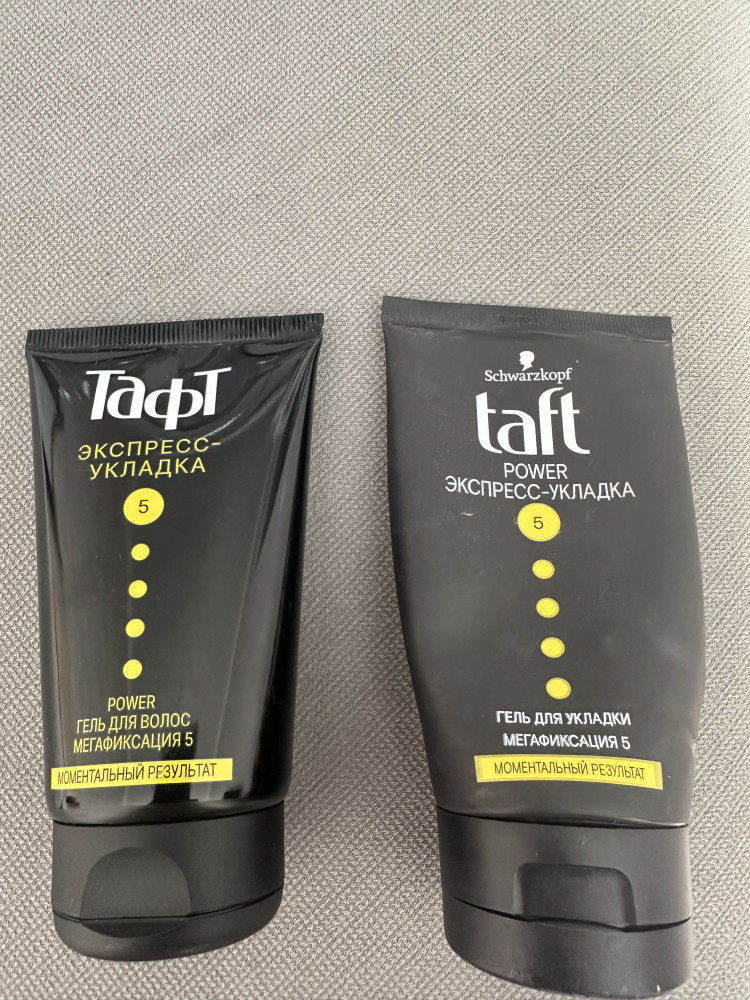 Тафт
ЭКСПРЕСС-
УКЛАДКА
5
POWER
ГЕЛЬ ДЛЯ ВОЛОС
МЕГАФИКСАЦИЯ 5
МОМЕНТАЛЬНЫЙ РЕЗУЛЬТАТ
Schwarzkopf
taft
POWER
ЭКСПРЕСС-УКЛАДКА
5
ГЕЛЬ ДЛЯ УКЛАДКИ
МЕГАФИКСАЦИЯ 5
МОМЕНТАЛЬНЫЙ РЕЗУЛЬТАТ